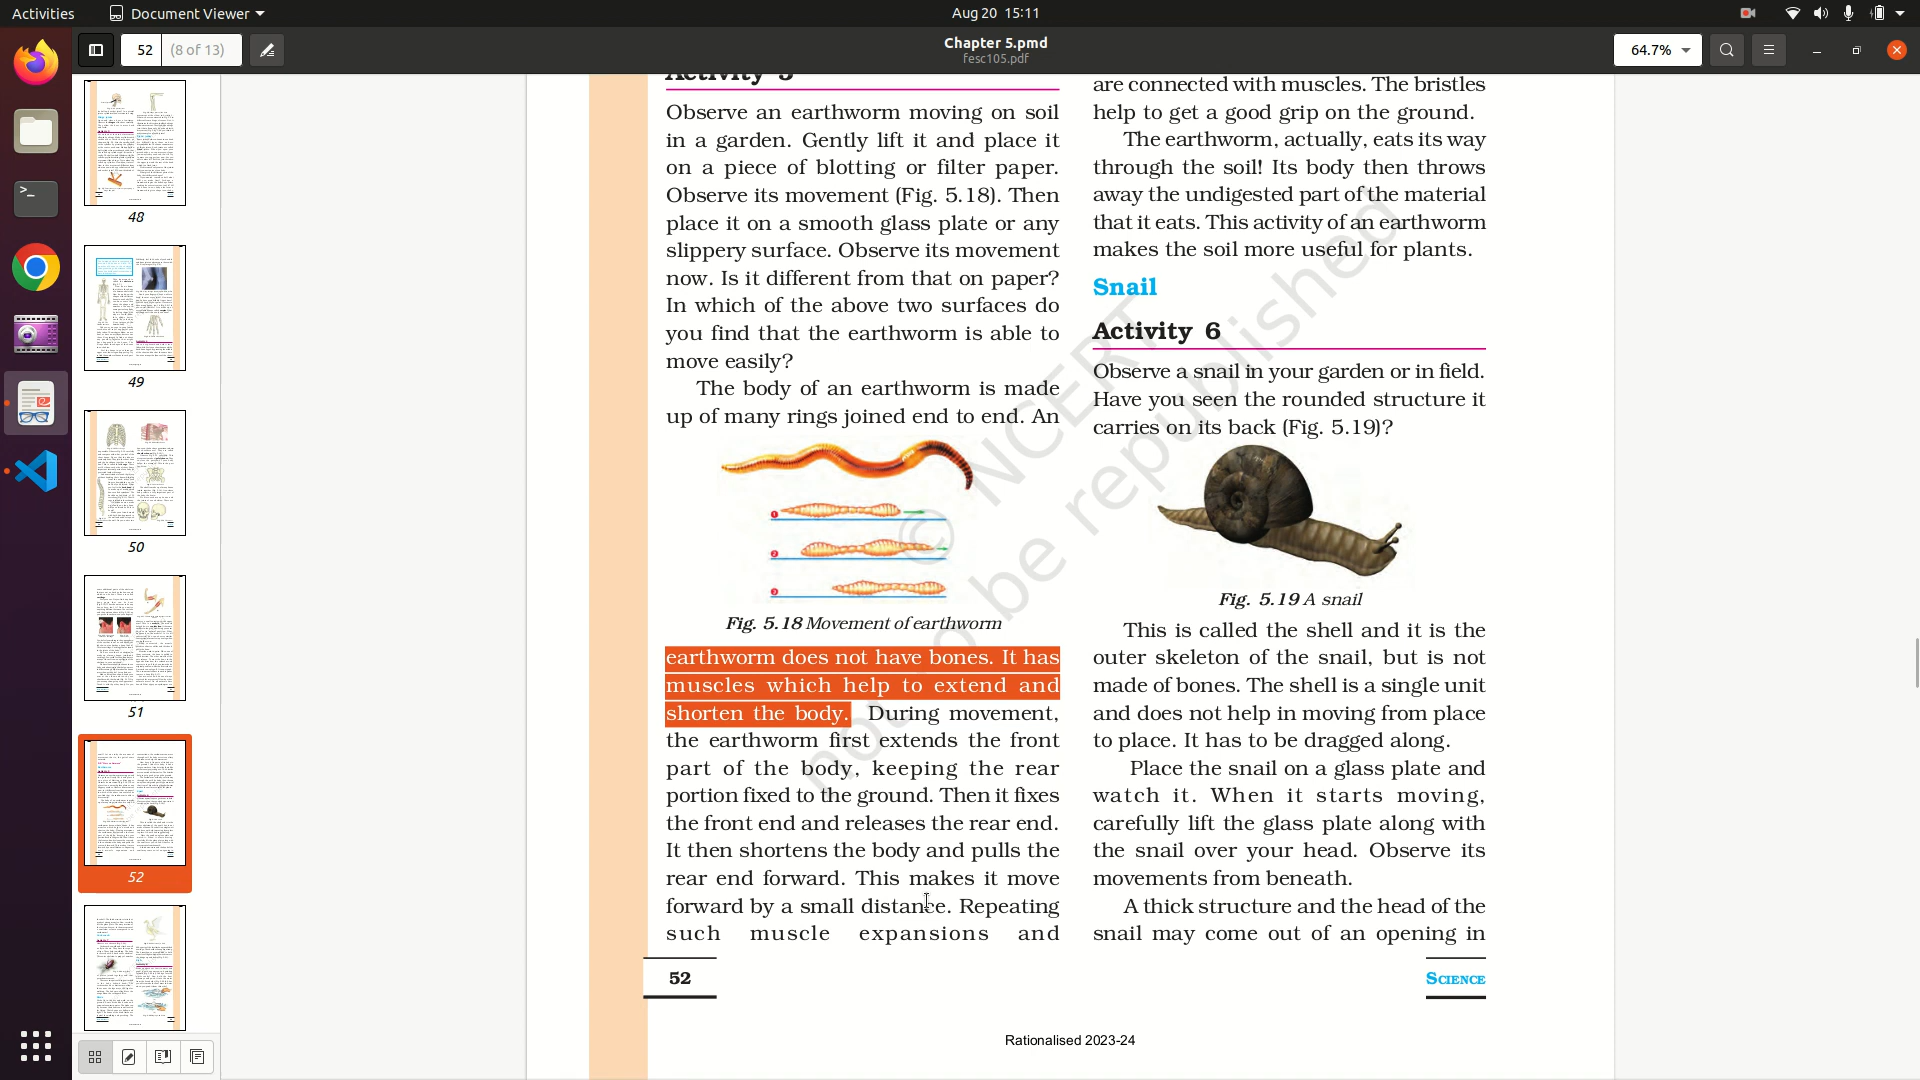 Activities
Document Viewer
Aug 20 15:11
52
(8 of 13)
Chapter 5.pmd
fesc105.pdf
64.7%
48
49
50
51
52
Activity 5
Observe an earthworm moving on soil
in a garden. Gently lift it and place it
on a piece of blotting or filter paper.
Observe its movement (Fig. 5.18). Then
place it on a smooth glass plate or any
slippery surface. Observe its movement
now. Is it different from that on paper?
In which of the above two surfaces do
you find that the earthworm is able to
move easily?
The body of an earthworm is made
up of many rings joined end to end. An
1
2
3
Fig. 5.18 Movement of earthworm
earthworm does not have bones. It has
muscles which help to extend and
shorten the body. During movement,
the earthworm first extends the front
part of the body, keeping the rear
portion fixed to the ground. Then it fixes
the front end and releases the rear end.
It then shortens the body and pulls the
rear end forward. This makes it move
forward by a small distance. Repeating
such muscle expansions and
are connected with muscles. The bristles
help to get a good grip on the ground.
The earthworm, actually, eats its way
through the soil! Its body then throws
away the undigested part of the material
that it eats. This activity of an earthworm
makes the soil more useful for plants.
Snail
Activity 6
Observe a snail in your garden or in field.
Have you seen the rounded structure it
carries on its back (Fig. 5.19)?
Fig. 5.19 A snail
This is called the shell and it is the
outer skeleton of the snail, but is not
made of bones. The shell is a single unit
and does not help in moving from place
to place. It has to be dragged along.
Place the snail on a glass plate and
watch it. When it starts moving,
carefully lift the glass plate along with
the snail over your head. Observe its
movements from beneath.
A thick structure and the head of the
snail may come out of an opening in
© NCERT
not to be republished
52
SCIENCE
Rationalised 2023-24